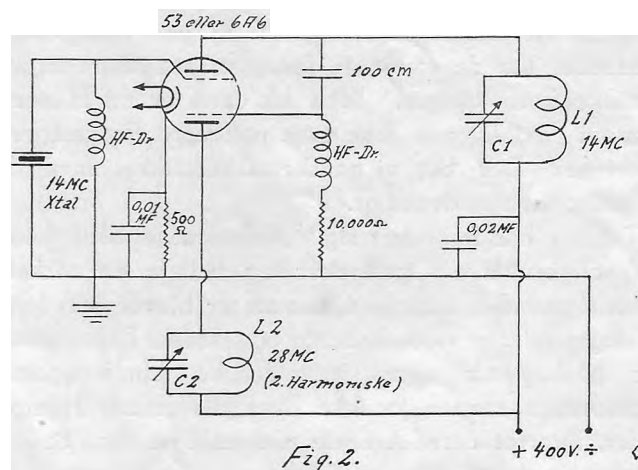 53 eller 6A6
100 cm
HF-Dr
HF-Dr.
C1
L1
14MC
14MC
Xtal
0,01
MF
500
Ω
10.000Ω
0,02MF
L2
28MC
(2. Harmoniske)
C2
+ 400V. ÷
Fig. 2.